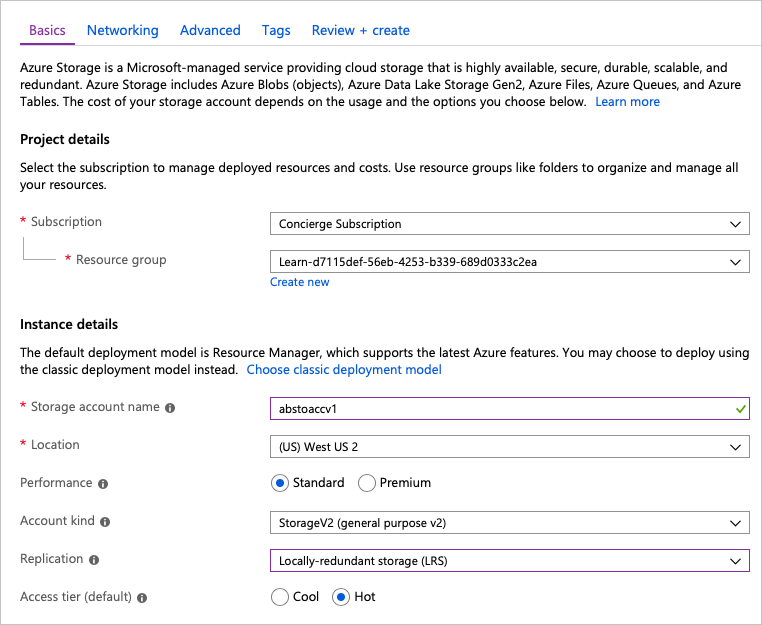 Basics Networking Advanced Tags Review + create
Azure Storage is a Microsoft-managed service providing cloud storage that is highly available, secure, durable, scalable, and
redundant. Azure Storage includes Azure Blobs (objects), Azure Data Lake Storage Gen2, Azure Files, Azure Queues, and Azure
Tables. The cost of your storage account depends on the usage and the options you choose below. Learn more
Project details
Select the subscription to manage deployed resources and costs. Use resource groups like folders to organize and manage all
your resources.
* Subscription Concierge Subscription
* Resource group Learn-d7115def-56eb-4253-b339-689d0333c2ea
Create new
Instance details
The default deployment model is Resource Manager, which supports the latest Azure features. You may choose to deploy using
the classic deployment model instead. Choose classic deployment model
* Storage account name abstoaccv1
* Location (US) West US 2
Performance Standard Premium
Account kind StorageV2 (general purpose v2)
Replication Locally-redundant storage (LRS)
Access tier (default) Cool Hot